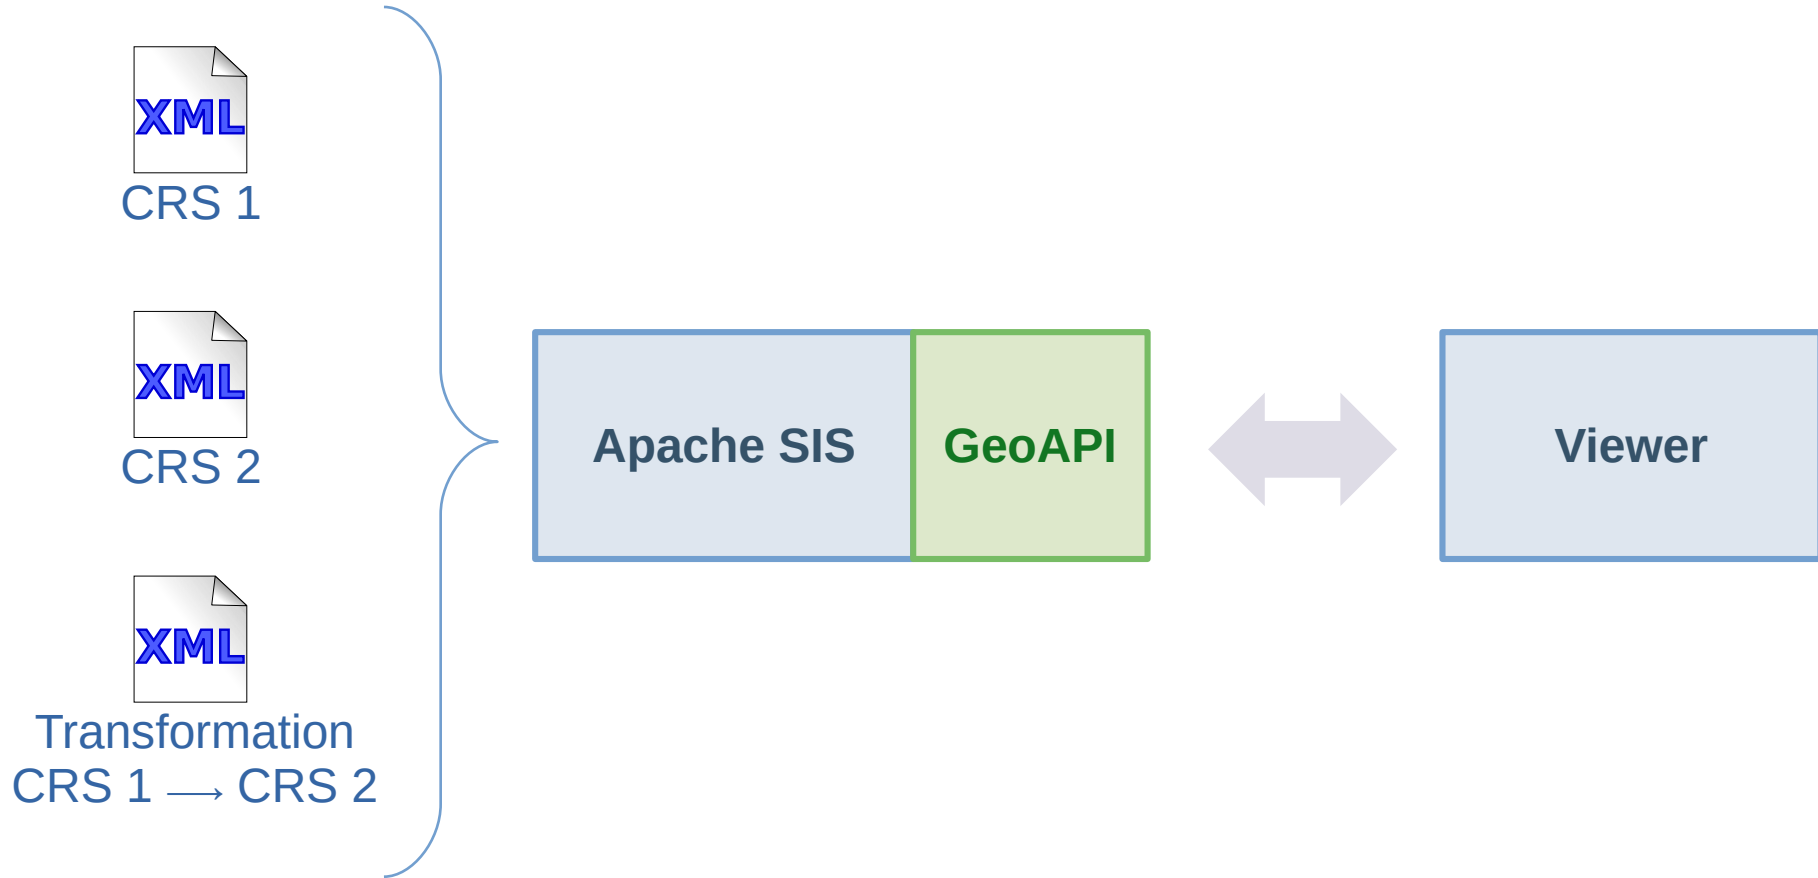 XML
CRS 1
XML
CRS 2
XML
Transformation
CRS 1 ⟶ CRS 2
Apache SIS
GeoAPI
Viewer